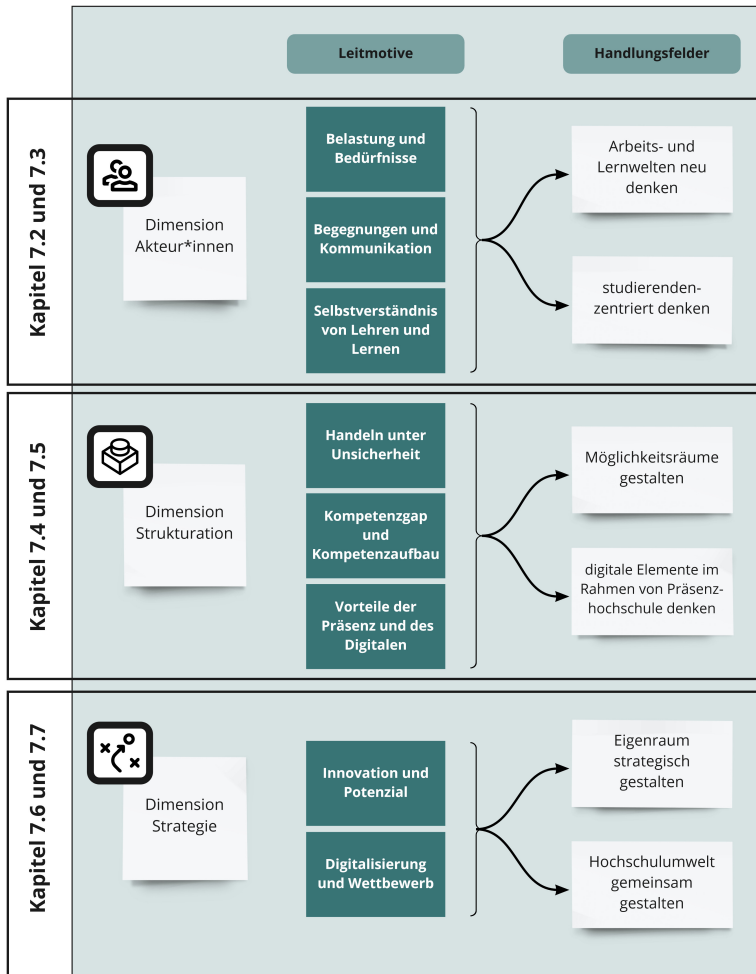 Leitmotive
Handlungsfelder
Kapitel 7.2 und 7.3
Dimension
Akteur*innen
Belastung und
Bedürfnisse
Begegnungen und
Kommunikation
Selbstverständnis
von Lehren und
Lernen
Arbeits- und
Lernwelten neu
denken
studierenden-
zentriert denken
Kapitel 7.4 und 7.5
Dimension
Strukturation
Handeln unter
Unsicherheit
Kompetenzgap
und
Kompetenzaufbau
Vorteile der
Präsenz und des
Digitalen
Möglichkeitsräume
gestalten
digitale Elemente im
Rahmen von Präsenz-
hochschule denken
Kapitel 7.6 und 7.7
Dimension
Strategie
Innovation und
Potenzial
Digitalisierung
und Wettbewerb
Eigenraum
strategisch
gestalten
Hochschulumwelt
gemeinsam
gestalten